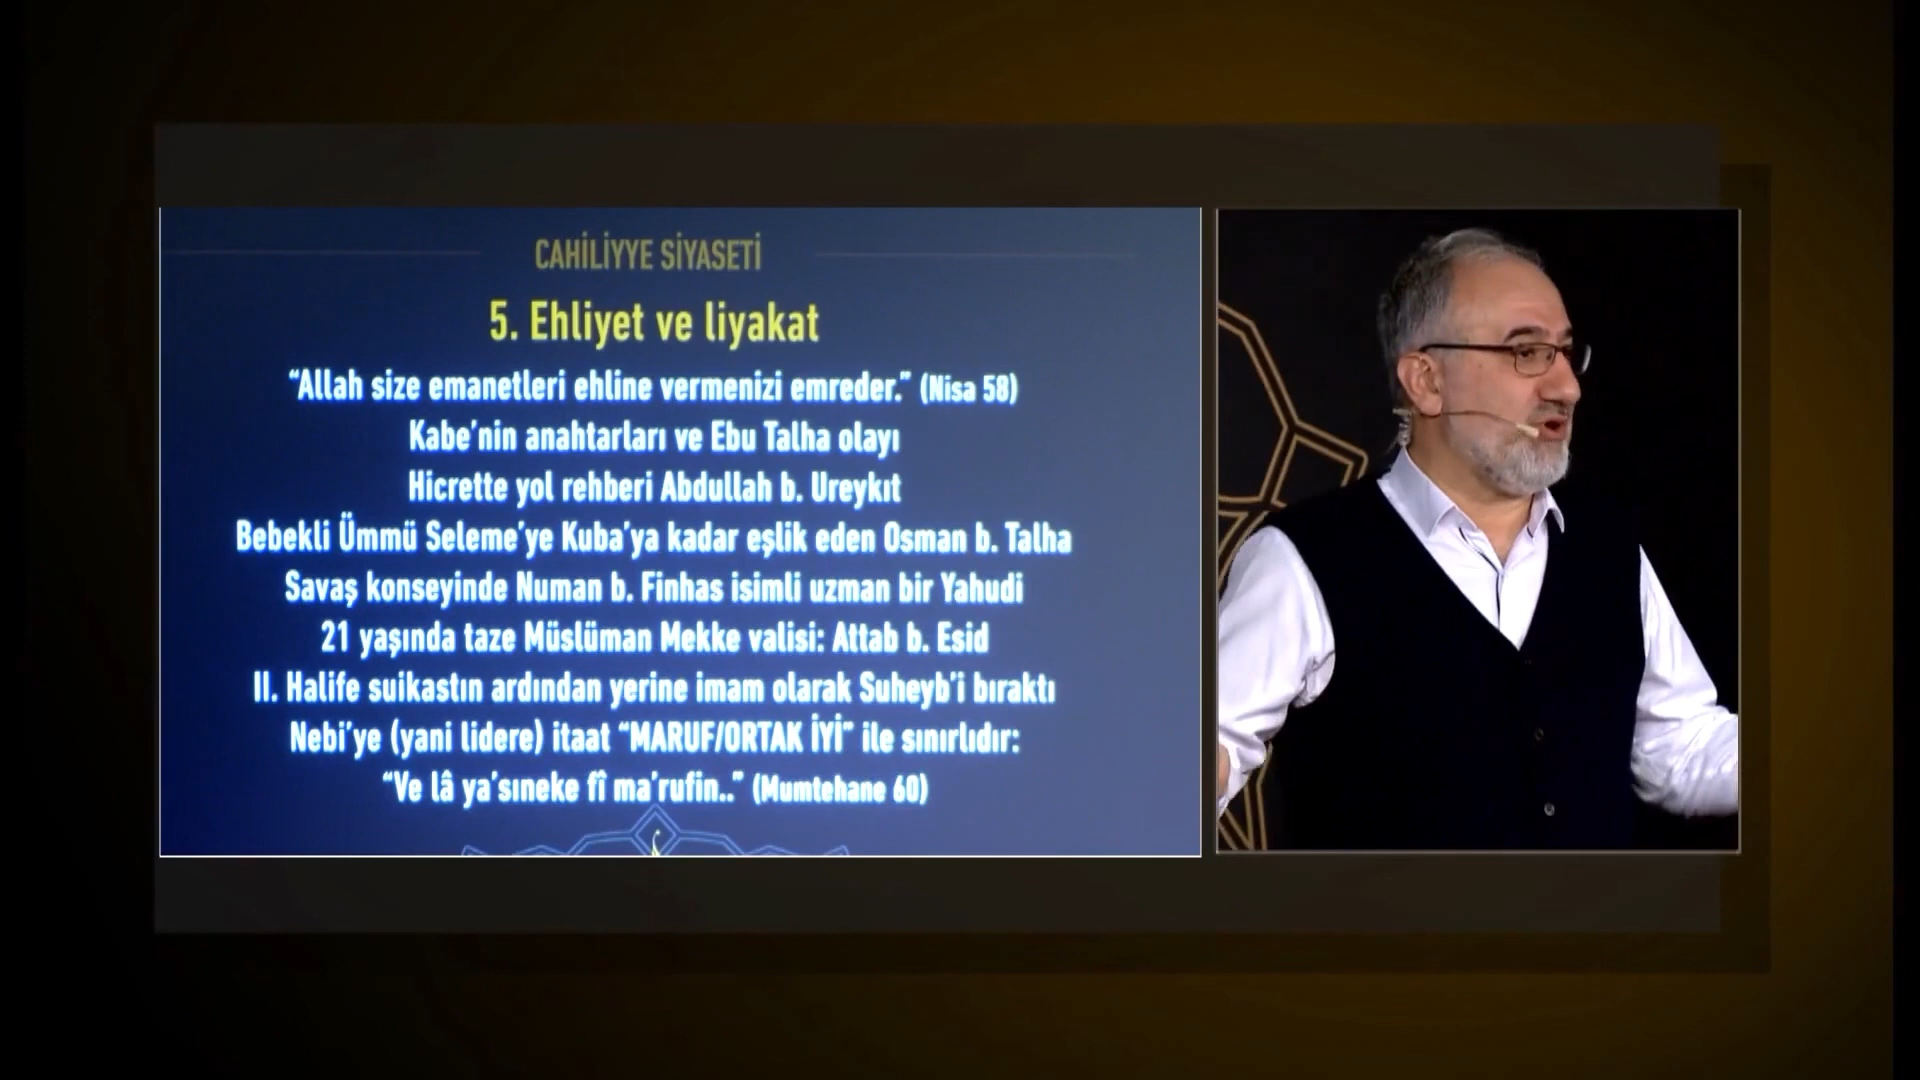 CAHİLİYYE SİYASETİ
5. Ehliyet ve liyakat
“Allah size emanetleri ehline vermenizi emreder.” (Nisa 58)
Kabe’nin anahtarları ve Ebu Talha olayı
Hicrette yol rehberi Abdullah b. Ureykıt
Bebekli Ümmü Seleme’ye Kuba’ya kadar eşlik eden Osman b. Talha
Savaş konseyinde Numan b. Finhas isimli uzman bir Yahudi
21 yaşında taze Müslüman Mekke valisi: Attab b. Esid
II. Halife suikastın ardından yerine imam olarak Suheyb’i bıraktı
Nebi’ye (yani lidere) itaat “MARUF/ORTAK İYİ” ile sınırlıdır:
“Ve lâ ya’sıneke fî ma’rufin..” (Mumtehane 60)